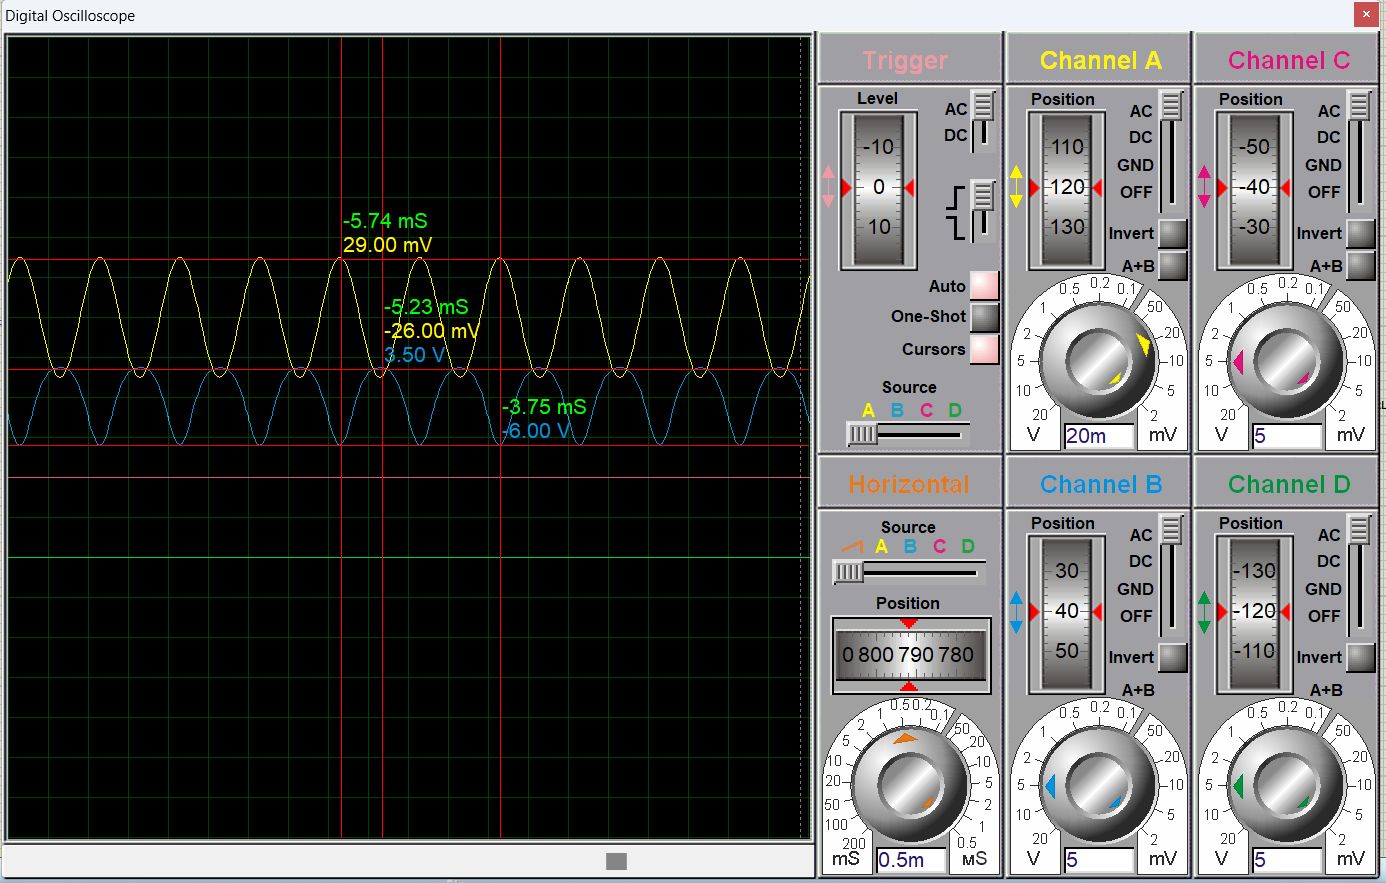 Digital Oscilloscope
-5.74 mS
29.00 mV
-5.23 mS
-26.00 mV
3.50 V
-3.75 mS
-6.00 V
Trigger
Level
-10
0
10
AC
DC
Auto
One-Shot
Cursors
Source
A B C D
Channel A
Position
110
120
130
AC
DC
GND
OFF
Invert
A+B
20 10 5 2 1 0.5 0.2 0.1 50 20 10 5 2
V
20m
mV
Channel C
Position
-50
-40
-30
AC
DC
GND
OFF
Invert
A+B
20 10 5 2 1 0.5 0.2 0.1 50 20 10 5 2
V
5
mV
Horizontal
Source
A B C D
Position
0 800 790 780
200 100 50 20 10 5 2 1 0.5 0.2 0.1 50 20 10 5 2 1 0.5
mS
0.5m
мS
Channel B
Position
30
40
50
AC
DC
GND
OFF
Invert
A+B
20 10 5 2 1 0.5 0.2 0.1 50 20 10 5 2
V
5
mV
Channel D
Position
-130
-120
-110
AC
DC
GND
OFF
Invert
A+B
20 10 5 2 1 0.5 0.2 0.1 50 20 10 5 2
V
5
mV